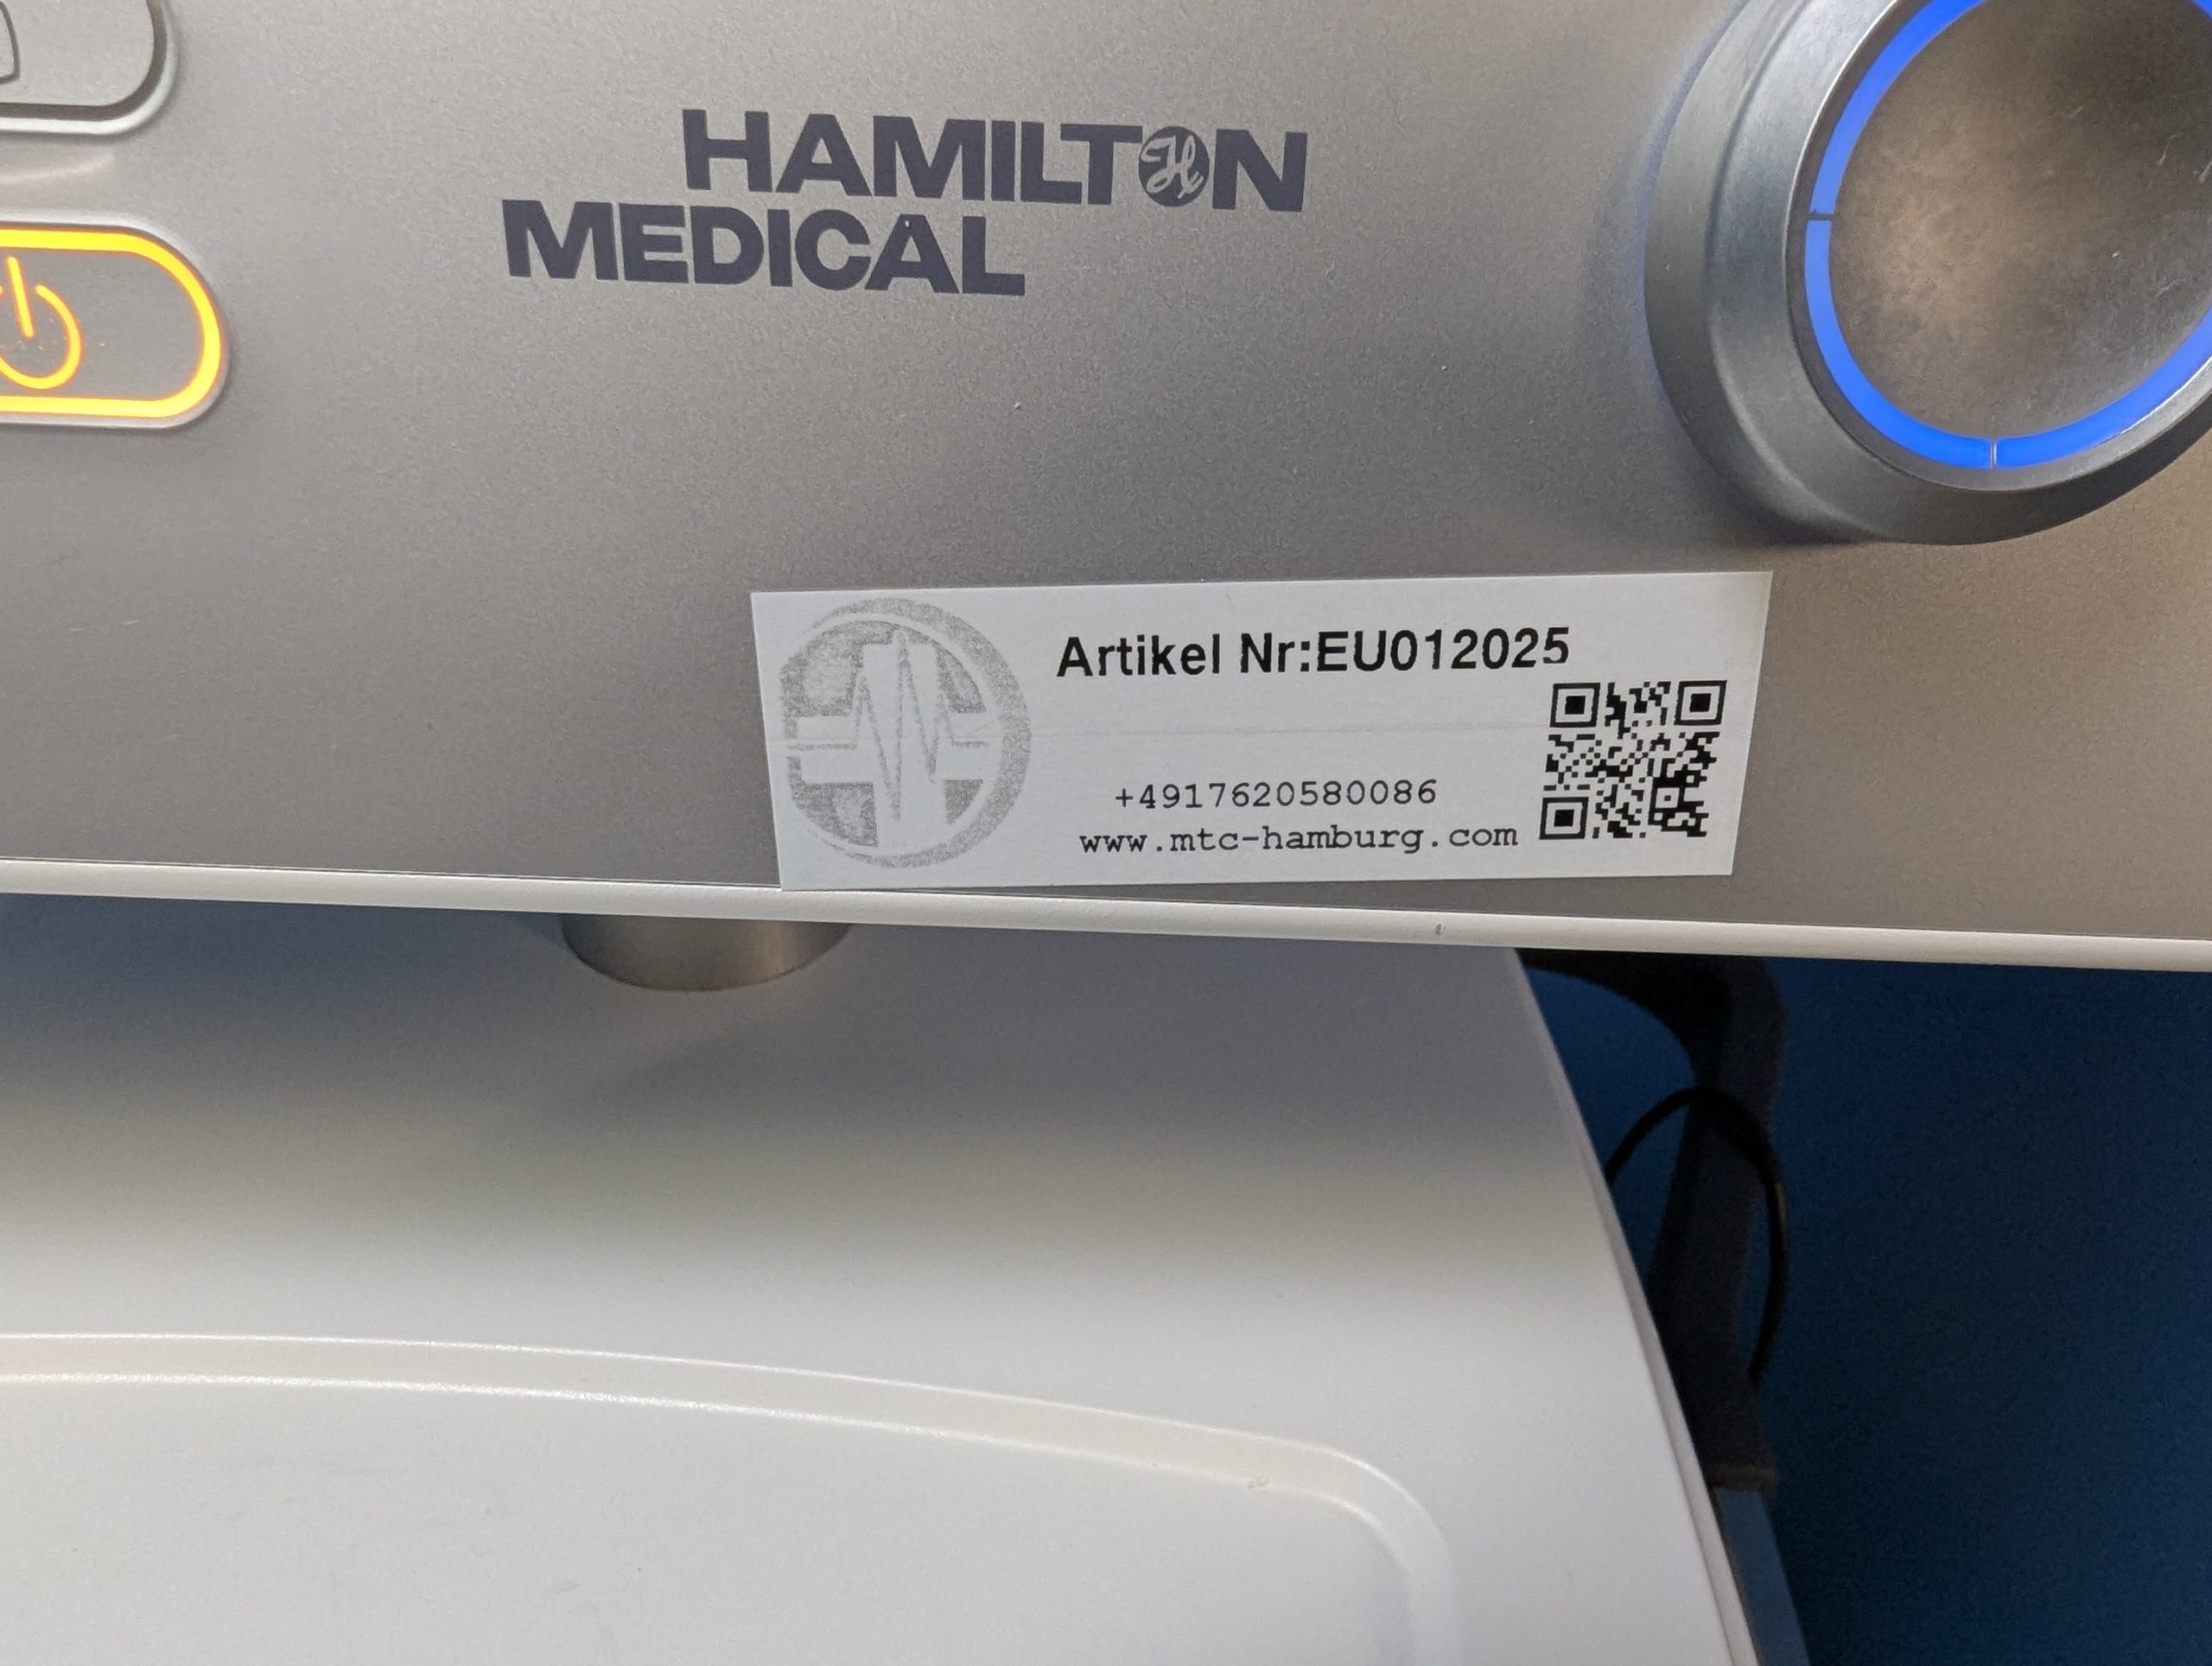 HAMILTON
MEDICAL
Artikel Nr:EU012025
+4917620580086
www.mtc-hamburg.com